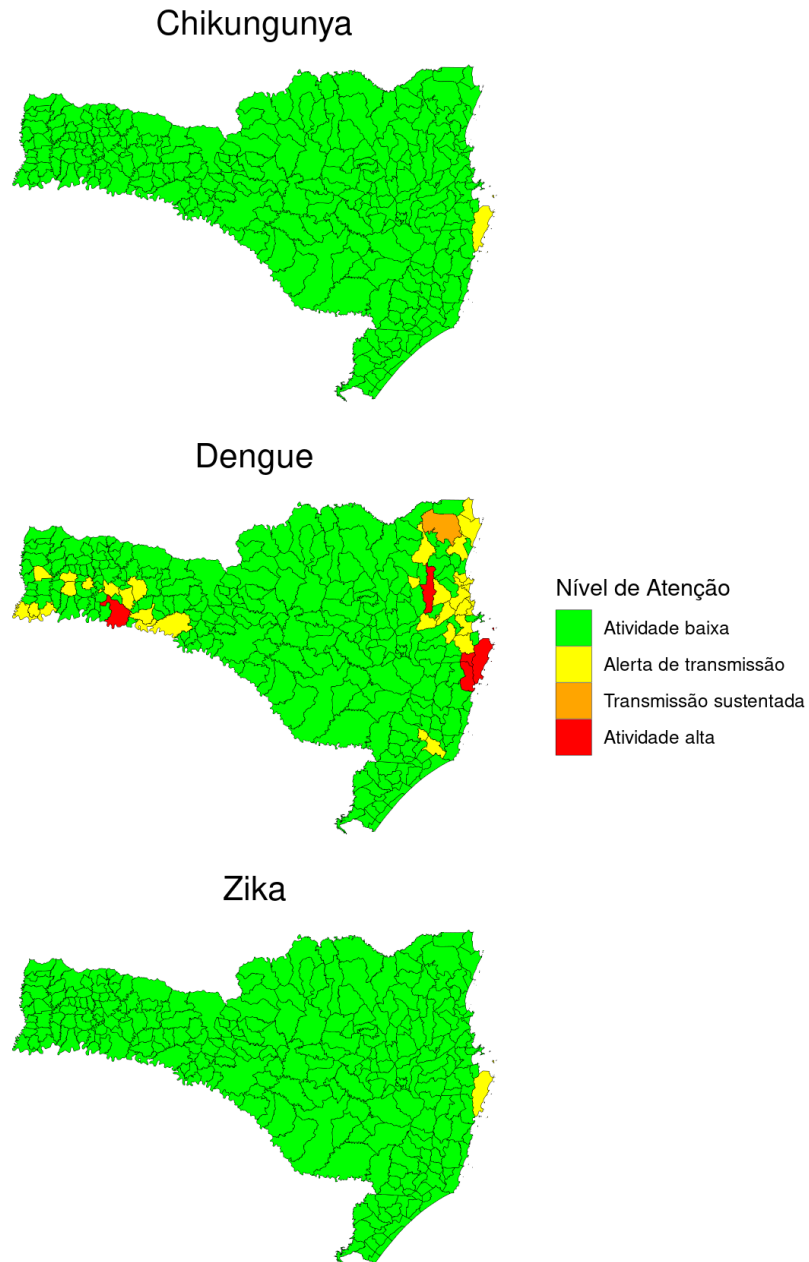 Chikungunya
Dengue
Nível de Atenção
Atividade baixa
Alerta de transmissão
Transmissão sustentada
Atividade alta
Zika